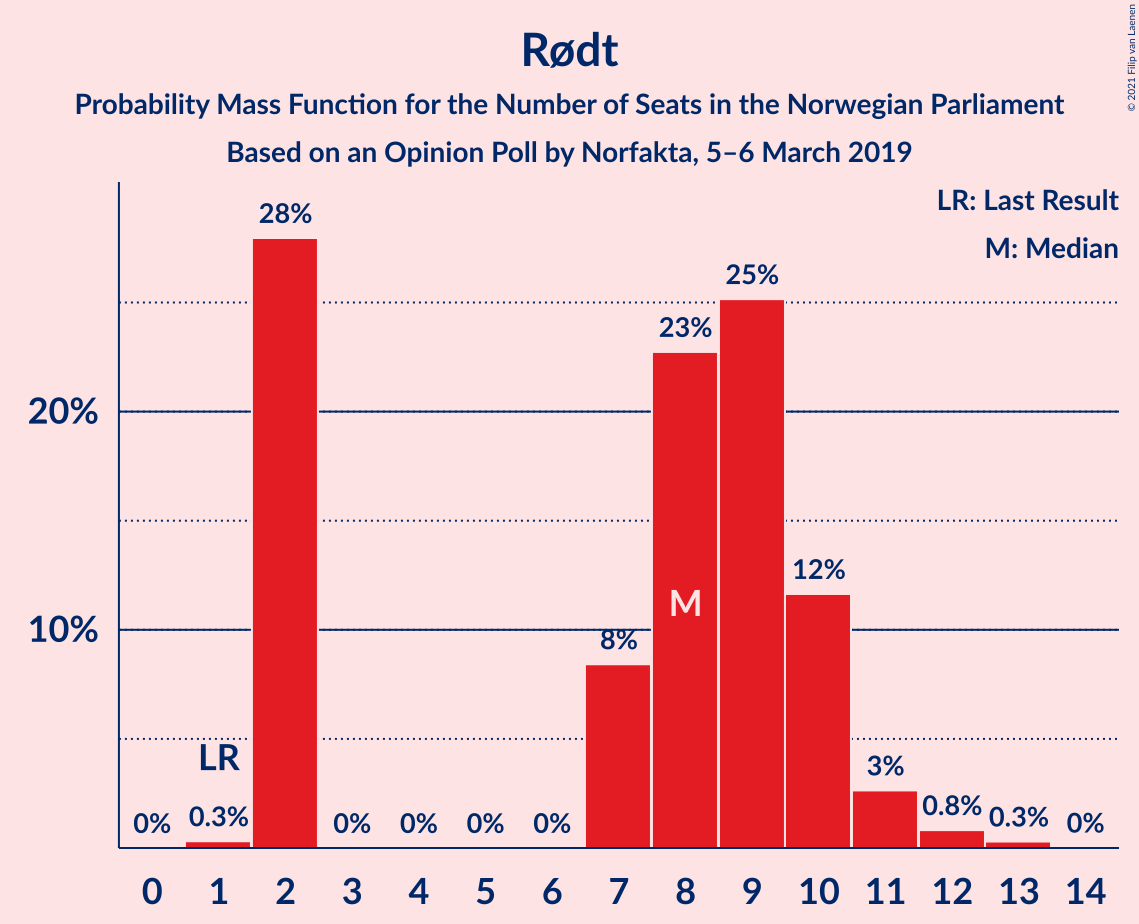 Rødt
Probability Mass Function for the Number of Seats in the Norwegian Parliament
Based on an Opinion Poll by Norfakta, 5–6 March 2019
© 2021 Filip van Laenen
LR: Last Result
M: Median
28%
25%
23%
20%
12%
M
10%
8%
LR
3%
0% 0.3% 0% 0% 0% 0% 0.8% 0.3% 0%
0 1 2 3 4 5 6 7 8 9 10 11 12 13 14